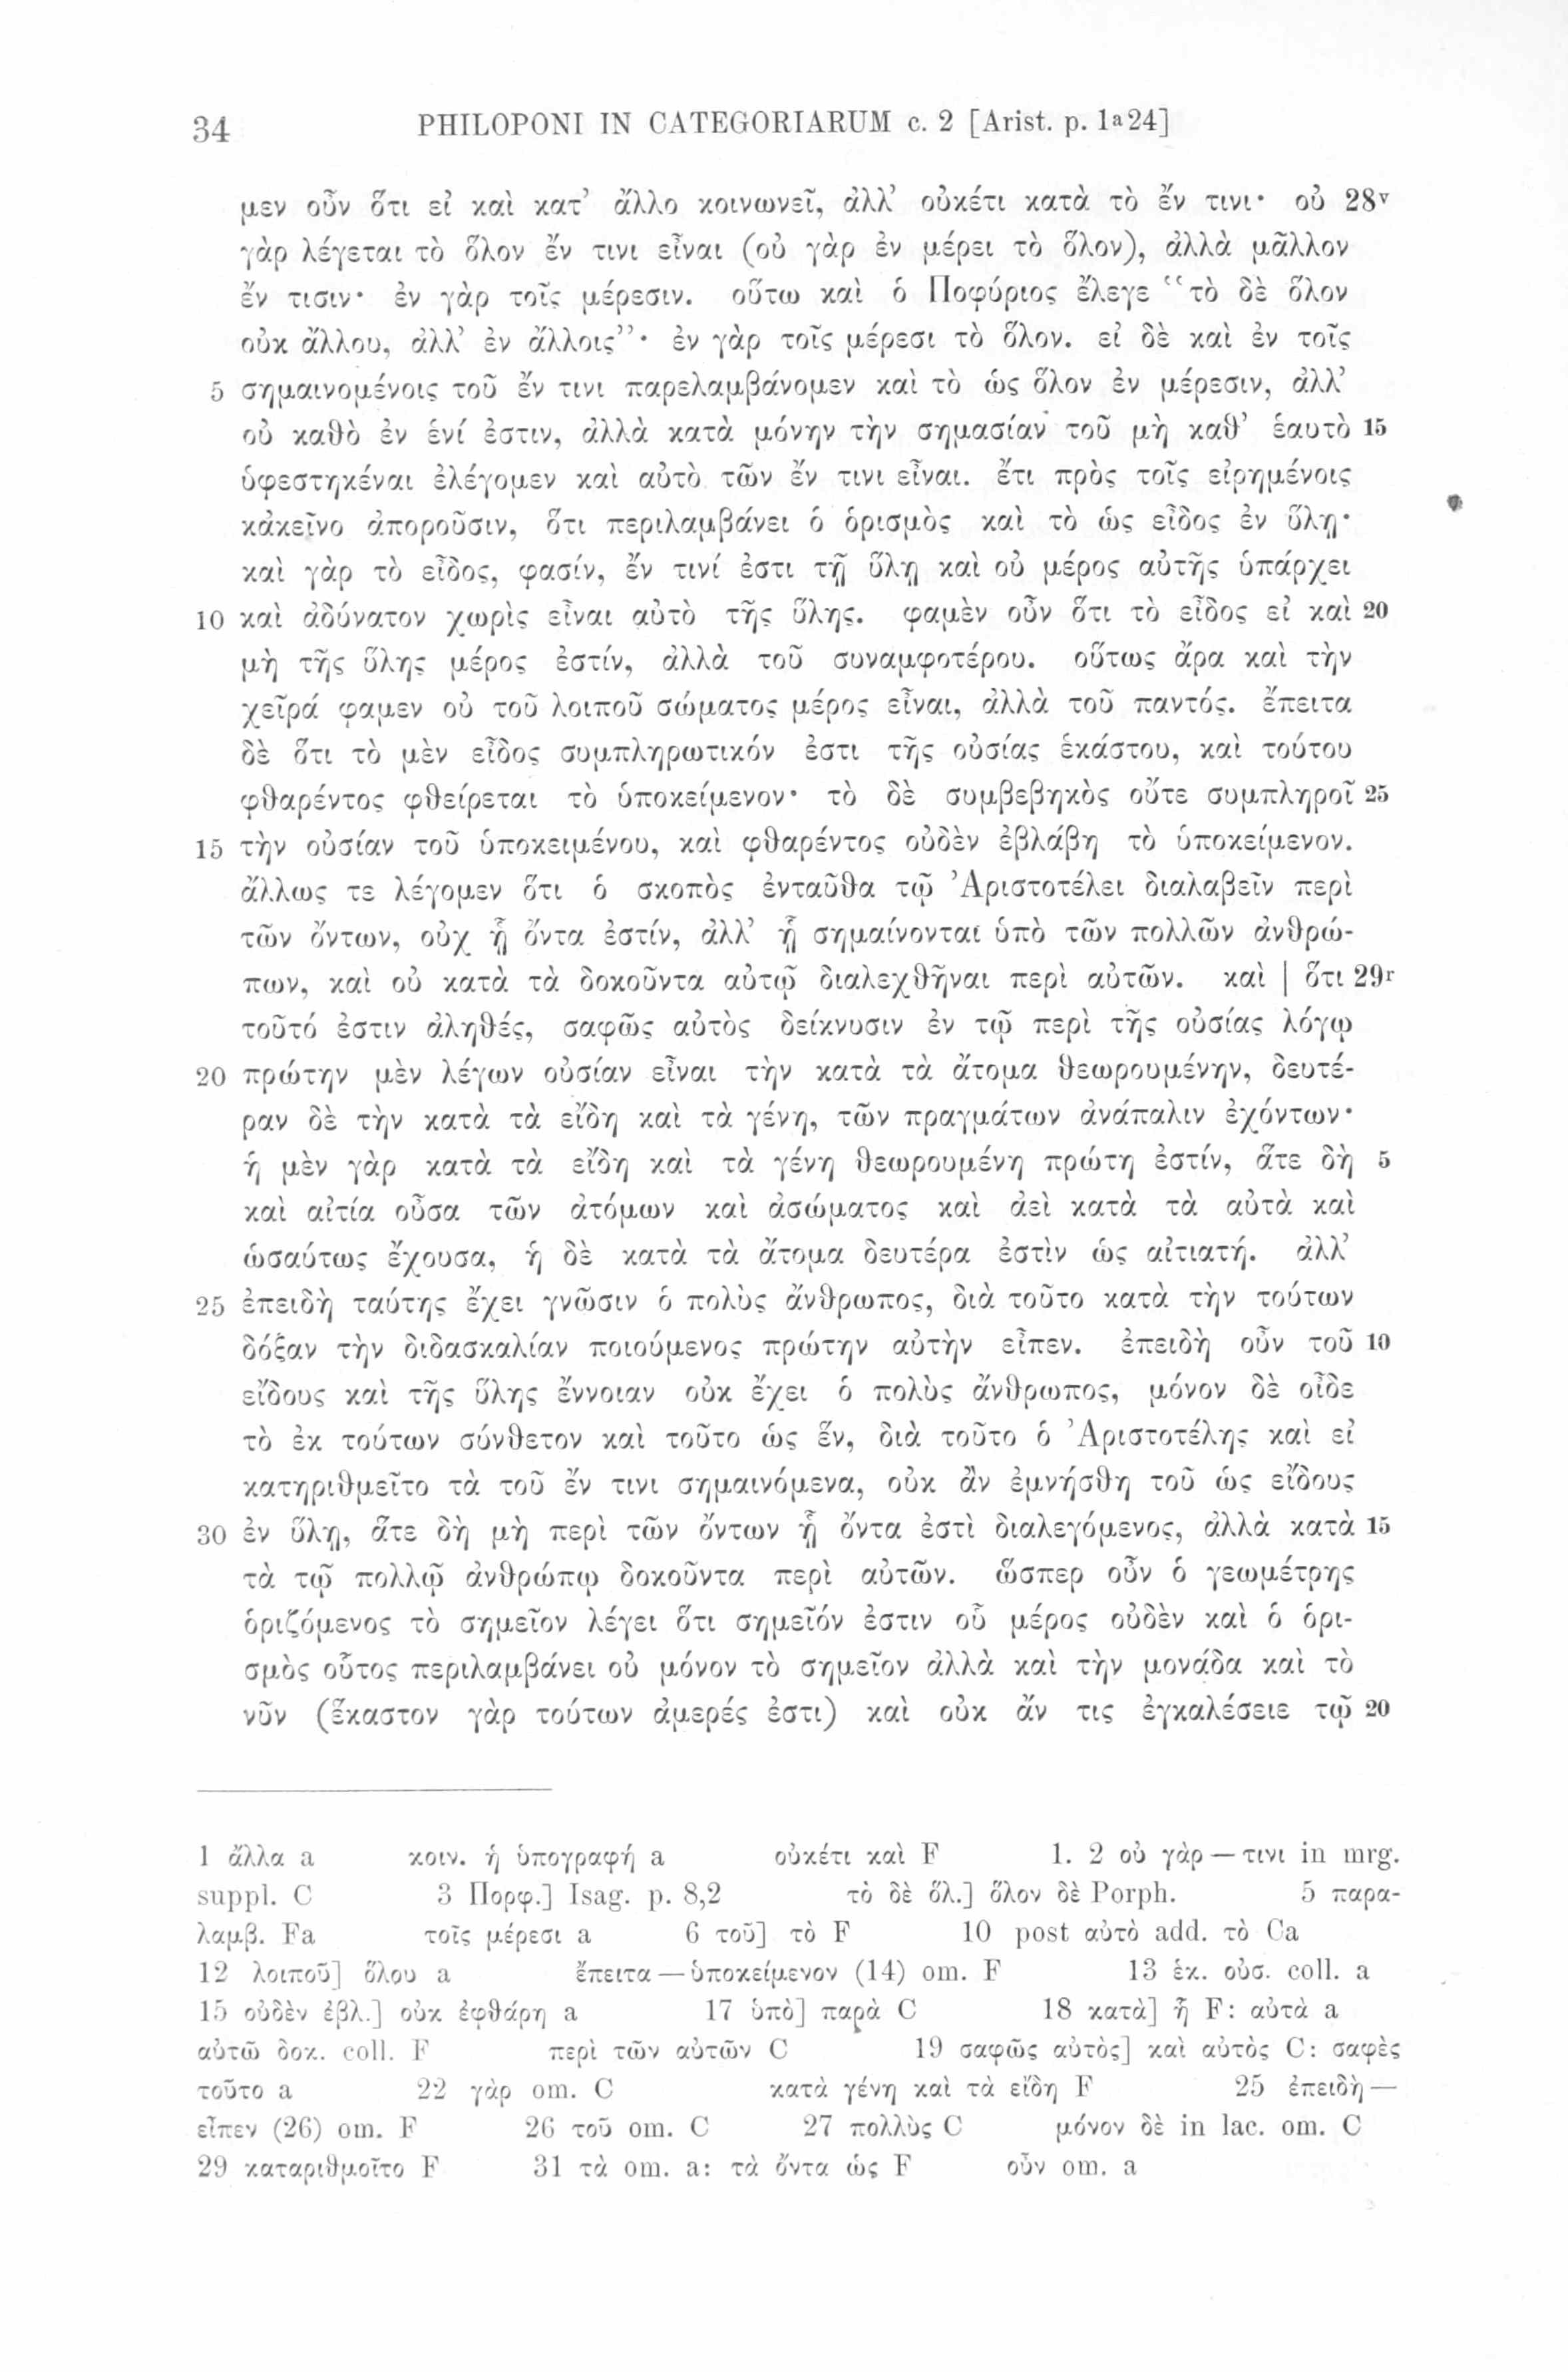 34 PHILOPONI IN CATEGORIARUM c. 2 [Arist. p. 1a24]
μεν οὖν ὅτι εἰ καὶ κατ’ ἄλλο κοινωνεῖ, ἀλλ’ οὐκέτι κατὰ τὸ ἔν τινι· οὐ 28v
γὰρ λέγεται τὸ ὅλον ἔν τινι εἶναι (οὐ γὰρ ἐν μέρει τὸ ὅλον), ἀλλὰ μᾶλλον
ἔν τισιν· ἐν γὰρ τοῖς μέρεσιν. οὕτω καὶ ὁ Ποφύριος ἔλεγε “τὸ δὲ ὅλον
οὐκ ἄλλου, ἀλλ’ ἐν ἄλλοις”· ἐν γὰρ τοῖς μέρεσι τὸ ὅλον. εἰ δὲ καὶ ἐν τοῖς
5 σημαινομένοις τοῦ ἔν τινι παρελαμβάνομεν καὶ τὸ ὡς ὅλον ἐν μέρεσιν, ἀλλ’
οὐ καθὸ ἐν ἑνί ἐστιν, ἀλλὰ κατὰ μόνην τὴν σημασίαν τοῦ μὴ καθ’ ἑαυτὸ 15
ὑφεστηκέναι ἐλέγομεν καὶ αὐτὸ τῶν ἔν τινι εἶναι. ἔτι πρὸς τοῖς εἰρημένοις
κἀκεῖνο ἀποροῦσιν, ὅτι περιλαμβάνει ὁ ὁρισμὸς καὶ τὸ ὡς εἶδος ἐν ὕλῃ·
καὶ γὰρ τὸ εἶδος, φασίν, ἔν τινί ἐστι τῇ ὕλῃ καὶ οὐ μέρος αὐτῆς ὑπάρχει
10 καὶ ἀδύνατον χωρὶς εἶναι αὐτὸ τῆς ὕλης. φαμὲν οὖν ὅτι τὸ εἶδος εἰ καὶ 20
μὴ τῆς ὕλης μέρος ἐστίν, ἀλλὰ τοῦ συναμφοτέρου. οὕτως ἄρα καὶ τὴν
χεῖρά φαμεν οὐ τοῦ λοιποῦ σώματος μέρος εἶναι, ἀλλὰ τοῦ παντός. ἔπειτα
δὲ ὅτι τὸ μὲν εἶδος συμπληρωτικόν ἐστι τῆς οὐσίας ἑκάστου, καὶ τούτου
φθαρέντος φθείρεται τὸ ὑποκείμενον· τὸ δὲ συμβεβηκὸς οὔτε συμπληροῖ 25
15 τὴν οὐσίαν τοῦ ὑποκειμένου, καὶ φθαρέντος οὐδὲν ἐβλάβη τὸ ὑποκείμενον.
ἄλλως τε λέγομεν ὅτι ὁ σκοπὸς ἐνταῦθα τῷ Ἀριστοτέλει διαλαβεῖν περὶ
τῶν ὄντων, οὐχ ᾗ ὄντα ἐστίν, ἀλλ’ ᾗ σημαίνονται ὑπὸ τῶν πολλῶν ἀνθρώ-
πων, καὶ οὐ κατὰ τὰ δοκοῦντα αὐτῷ διαλεχθῆναι περὶ αὐτῶν. καὶ | ὅτι 29r
τοῦτό ἐστιν ἀληθές, σαφῶς αὐτὸς δείκνυσιν ἐν τῷ περὶ τῆς οὐσίας λόγῳ
20 πρώτην μὲν λέγων οὐσίαν εἶναι τὴν κατὰ τὰ ἄτομα θεωρουμένην, δευτέ-
ραν δὲ τὴν κατὰ τὰ εἴδη καὶ τὰ γένη, τῶν πραγμάτων ἀνάπαλιν ἐχόντων·
ἡ μὲν γὰρ κατὰ τὰ εἴδη καὶ τὰ γένη θεωρουμένη πρώτη ἐστίν, ἅτε δὴ 5
καὶ αἰτία οὖσα τῶν ἀτόμων καὶ ἀσώματος καὶ ἀεὶ κατὰ τὰ αὐτὰ καὶ
ὡσαύτως ἔχουσα, ἡ δὲ κατὰ τὰ ἄτομα δευτέρα ἐστὶν ὡς αἰτιατή. ἀλλ’
25 ἐπειδὴ ταύτης ἔχει γνῶσιν ὁ πολὺς ἄνθρωπος, διὰ τοῦτο κατὰ τὴν τούτων
δόξαν τὴν διδασκαλίαν ποιούμενος πρώτην αὐτὴν εἶπεν. ἐπειδὴ οὖν τοῦ 10
εἴδους καὶ τῆς ὕλης ἔννοιαν οὐκ ἔχει ὁ πολὺς ἄνθρωπος, μόνον δὲ οἶδε
τὸ ἐκ τούτων σύνθετον καὶ τοῦτο ὡς ἕν, διὰ τοῦτο ὁ Ἀριστοτέλης καὶ εἰ
κατηριθμεῖτο τὰ τοῦ ἔν τινι σημαινόμενα, οὐκ ἂν ἐμνήσθη τοῦ ὡς εἴδους
30 ἐν ὕλῃ, ἅτε δὴ μὴ περὶ τῶν ὄντων ᾗ ὄντα ἐστὶ διαλεγόμενος, ἀλλὰ κατὰ 15
τὰ τῷ πολλῷ ἀνθρώπῳ δοκοῦντα περὶ αὐτῶν. ὥσπερ οὖν ὁ γεωμέτρης
ὁριζόμενος τὸ σημεῖον λέγει ὅτι σημεῖόν ἐστιν οὗ μέρος οὐδὲν καὶ ὁ ὁρι-
σμὸς οὗτος περιλαμβάνει οὐ μόνον τὸ σημεῖον ἀλλὰ καὶ τὴν μονάδα καὶ τὸ
νῦν (ἕκαστον γὰρ τούτων ἀμερές ἐστι) καὶ οὐκ ἄν τις ἐγκαλέσειε τῷ 20
1 ἄλλα a κοιν. ἡ ὑπογραφή a οὐκέτι καὶ F 1. 2 οὐ γὰρ — τινι in mrg.
suppl. C 3 Πορφ.] Isag. p. 8,2 τὸ δὲ ὅλ.] ὅλον δὲ Porph. 5 παρα-
λαμβ. Fa τοῖς μέρεσι a 6 τοῦ] τὸ F 10 post αὐτὸ add. τὸ Ca
12 λοιποῦ] ὅλου a ἔπειτα — ὑποκείμενον (14) om. F 13 ἑκ. οὐσ. coll. a
15 οὐδὲν ἐβλ.] οὐκ ἐφθάρη a 17 ὑπὸ] παρὰ C 18 κατὰ] ᾗ F: αὐτὰ a
αὐτῶ δοκ. coll. F περὶ τῶν αὐτῶν C 19 σαφῶς αὐτὸς] καὶ αὐτὸς C: σαφὲς
τοῦτο a 22 γὰρ om. C κατὰ γένη καὶ τὰ εἴδη F 25 ἐπειδὴ —
εἶπεν (26) om. F 26 τοῦ om. C 27 πολλὺς C μόνον δὲ in lac. om. C
29 καταριθμοῖτο F 31 τὰ om. a: τὰ ὄντα ὡς F οὖν om. a